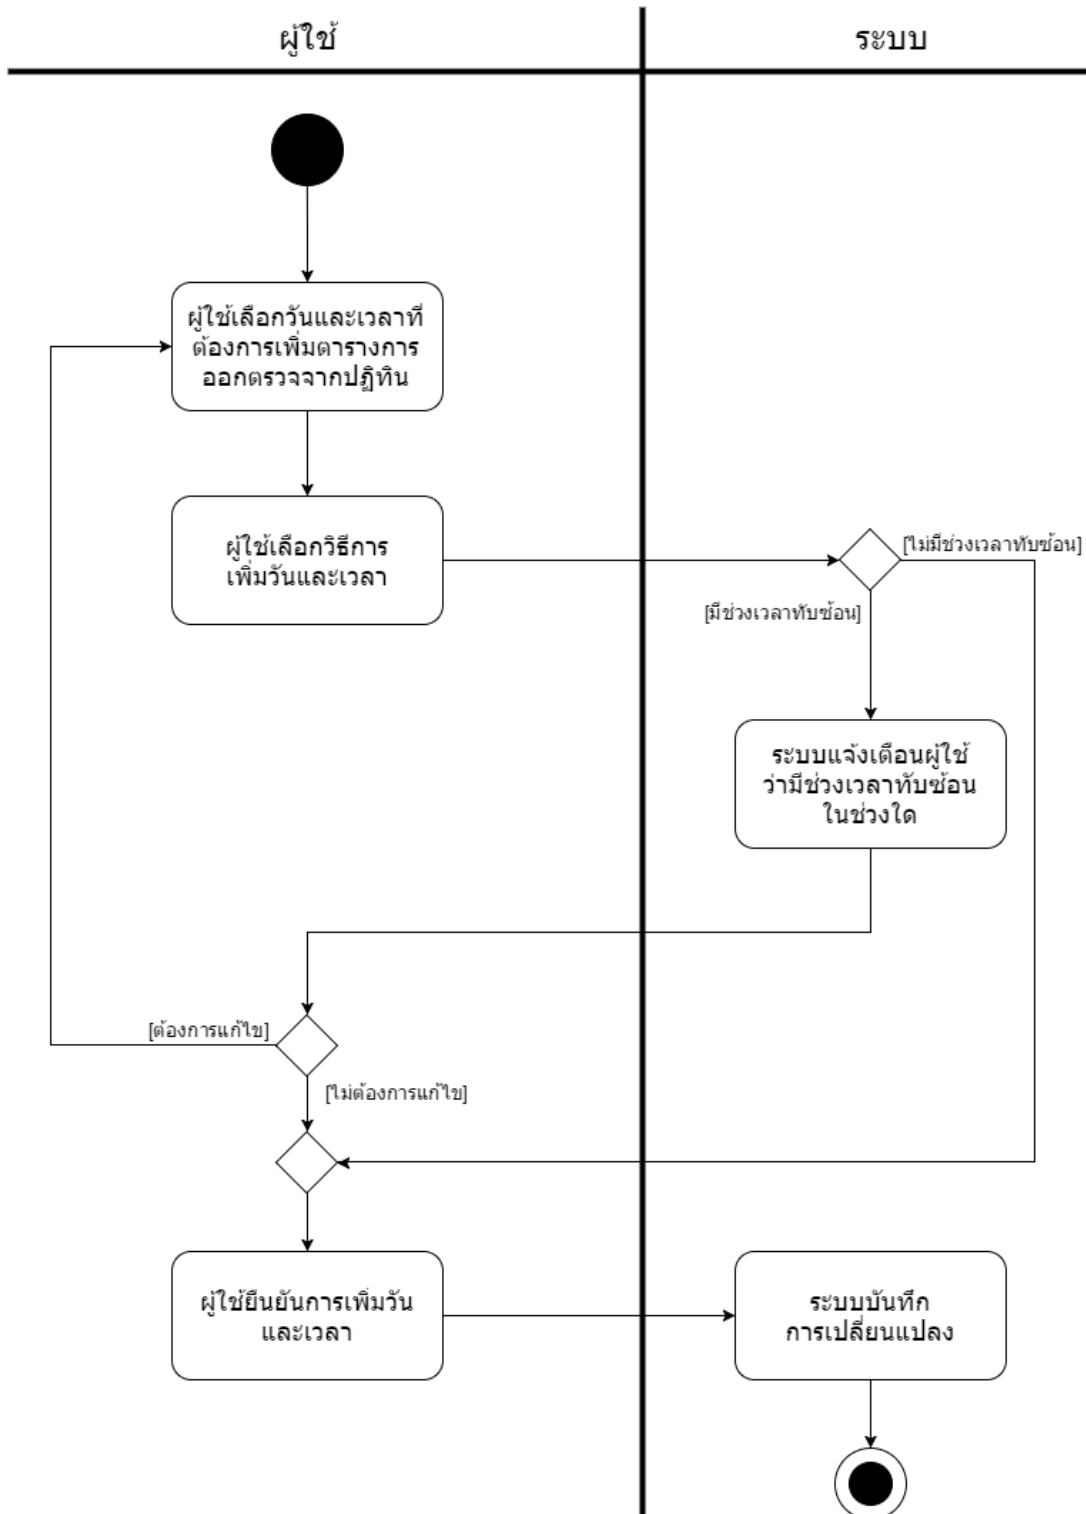 ผู้ใช้
ระบบ
ผู้ใช้เลือกวันและเวลาที่
ต้องการเพิ่มตารางการ
ออกตรวจจากปฏิทิน
ผู้ใช้เลือกวิธีการ
เพิ่มวันและเวลา
[ไม่มีช่วงเวลาทับซ้อน]
[มีช่วงเวลาทับซ้อน]
ระบบแจ้งเตือนผู้ใช้
ว่ามีช่วงเวลาทับซ้อน
ในช่วงใด
[ต้องการแก้ไข]
[ไม่ต้องการแก้ไข]
ผู้ใช้ยืนยันการเพิ่มวัน
และเวลา
ระบบบันทึก
การเปลี่ยนแปลง